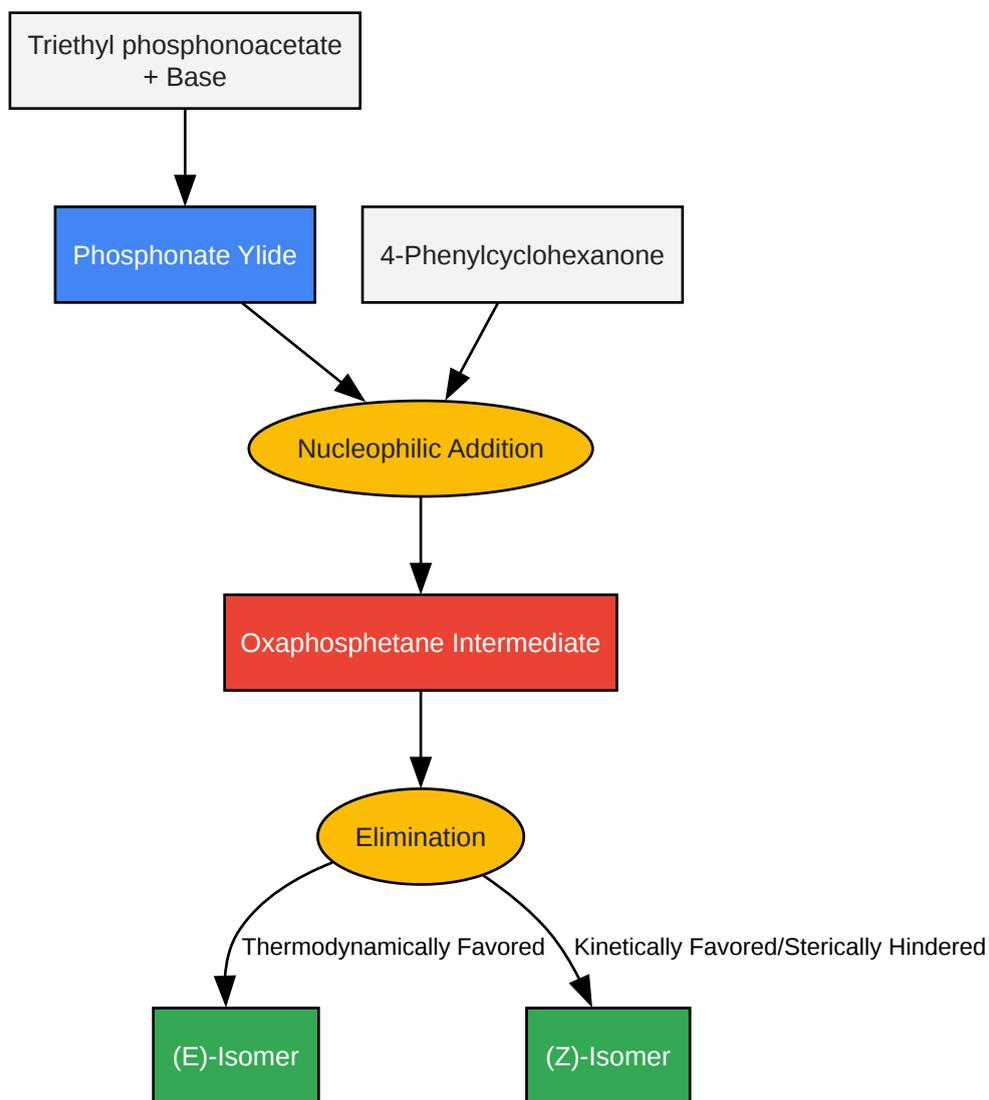 Triethyl phosphonoacetate
+ Base
Phosphonate Ylide
4-Phenylcyclohexanone
Nucleophilic Addition
Oxaphosphetane Intermediate
Elimination
Thermodynamically Favored
Kinetically Favored/Sterically Hindered
(E)-Isomer
(Z)-Isomer